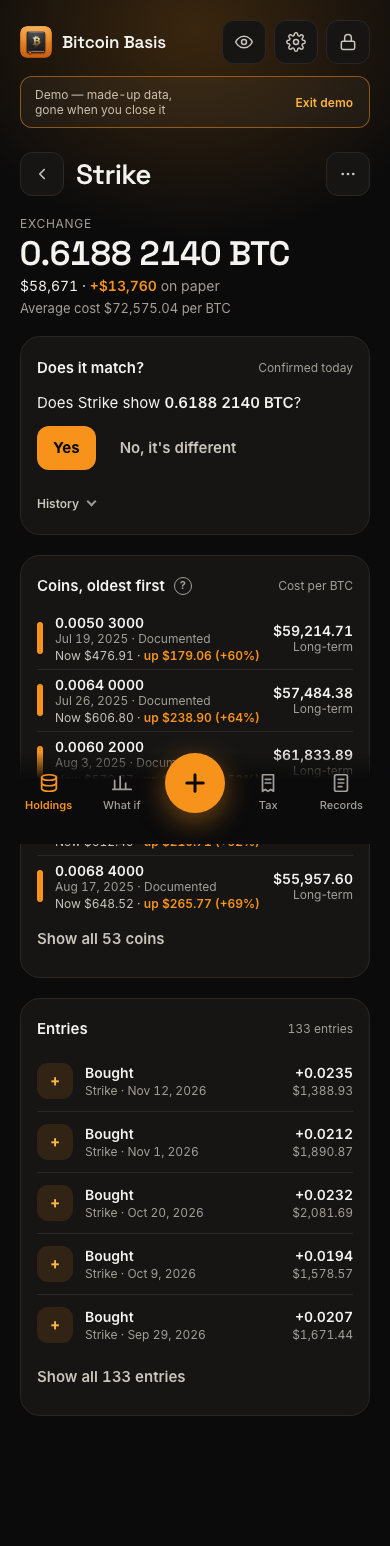 Bitcoin Basis
Demo — made-up data,
gone when you close it
Exit demo
Strike
EXCHANGE
0.6188 2140 BTC
$58,671 · +$13,760 on paper
Average cost $72,575.04 per BTC
Does it match?
Confirmed today
Does Strike show 0.6188 2140 BTC?
Yes
No, it's different
History
Coins, oldest first ?
Cost per BTC
0.0050 3000
$59,214.71
Jul 19, 2025 · Documented
Long-term
Now $476.91 · up $179.06 (+60%)
0.0064 0000
$57,484.38
Jul 26, 2025 · Documented
Long-term
Now $606.80 · up $238.90 (+64%)
0.0060 2000
$61,833.89
Aug 3, 2025 · Docum
Long-term
Holdings
What if
Tax
Records
0.0068 4000
$55,957.60
Aug 17, 2025 · Documented
Long-term
Now $648.52 · up $265.77 (+69%)
Show all 53 coins
Entries
133 entries
Bought
+0.0235
Strike · Nov 12, 2026
$1,388.93
Bought
+0.0212
Strike · Nov 1, 2026
$1,890.87
Bought
+0.0232
Strike · Oct 20, 2026
$2,081.69
Bought
+0.0194
Strike · Oct 9, 2026
$1,578.57
Bought
+0.0207
Strike · Sep 29, 2026
$1,671.44
Show all 133 entries